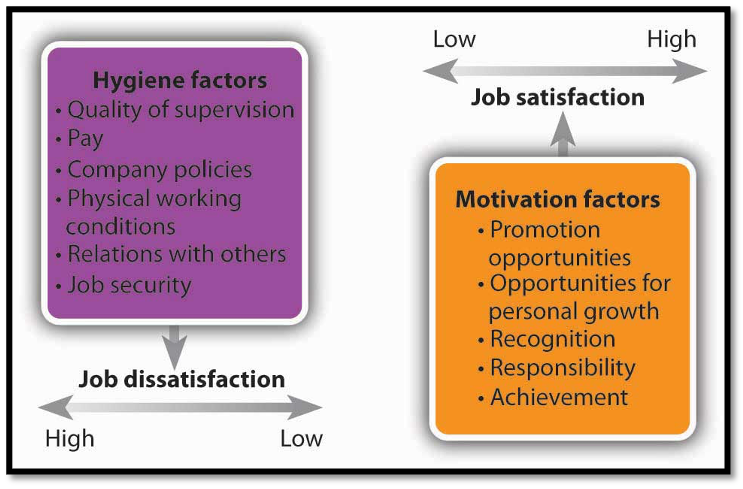 Hygiene factors
• Quality of supervision
• Pay
• Company policies
• Physical working
conditions
• Relations with others
• Job security
Job dissatisfaction
High Low
Low High
Job satisfaction
Motivation factors
• Promotion
opportunities
• Opportunities for
personal growth
• Recognition
• Responsibility
• Achievement